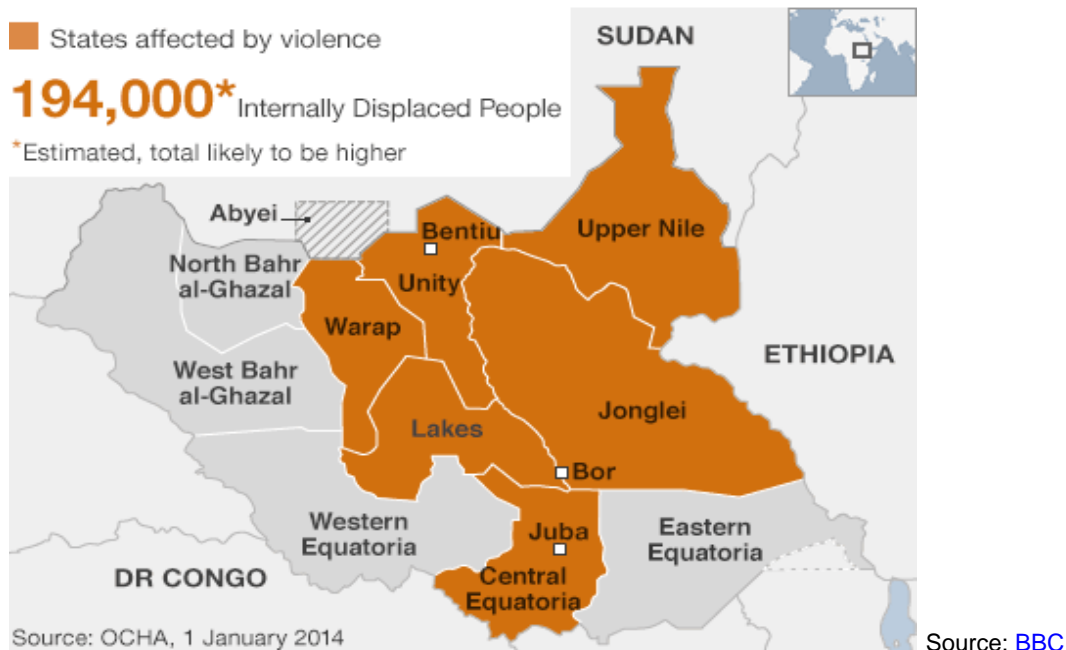 States affected by violence
194,000* Internally Displaced People
*Estimated, total likely to be higher
SUDAN
Abyei
Bentiu
Upper Nile
North Bahr
al-Ghazal
Unity
Warap
ETHIOPIA
West Bahr
al-Ghazal
Jonglei
Lakes
Bor
Western
Equatoria
Juba
Eastern
Equatoria
DR CONGO
Central
Equatoria
Source: OCHA, 1 January 2014
Source: BBC